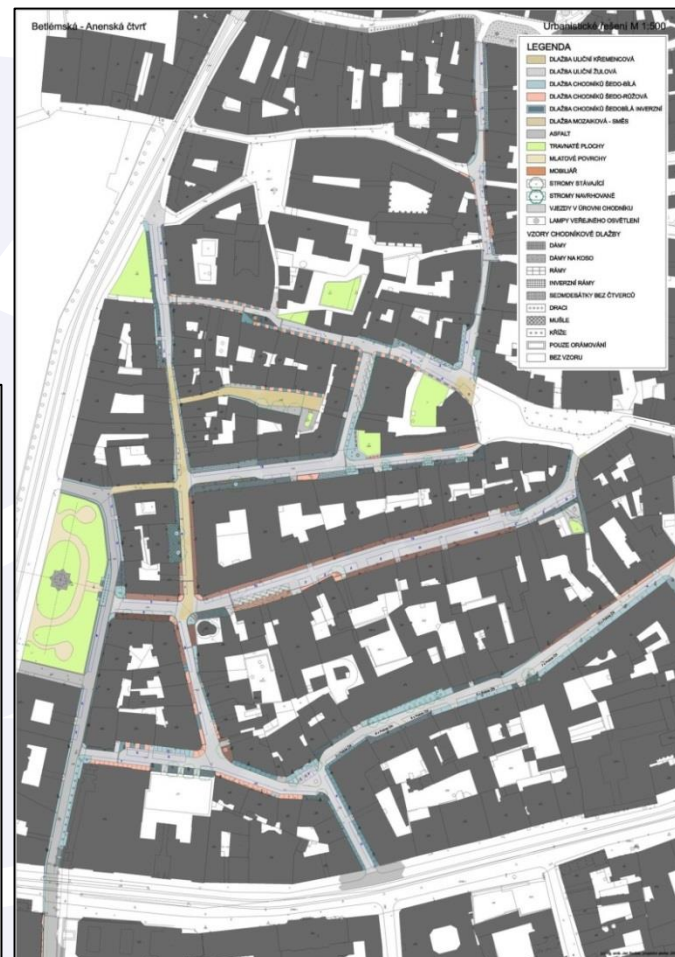 Betlémská - Anenská čtvrť
Urbanistické řešení M 1:500
LEGENDA
DLAŽBA ULIČNÍ KŘEMENCOVÁ
DLAŽBA ULIČNÍ ŽULOVÁ
DLAŽBA CHODNÍKŮ ŠEDO-BÍLÁ
DLAŽBA CHODNÍKŮ ŠEDO-RŮŽOVÁ
DLAŽBA CHODNÍKŮ ŠEDOBÍLÁ INVERZNÍ
DLAŽBA MOZAIKOVÁ - SMĚS
ASFALT
TRAVNATÉ PLOCHY
MLATOVÉ POVRCHY
MOBILIÁŘ
STROMY STÁVAJÍCÍ
STROMY NAVRHOVANÉ
VJEZDY V ÚROVNI CHODNÍKU
LAMPY VEŘEJNÉHO OSVĚTLENÍ
VZORY CHODNÍKOVÉ DLAŽBY
DÁMY
DÁMY NA KOSO
RÁMY
INVERZNÍ RÁMY
SEDMDESÁTKY BEZ ČTVERCŮ
DRACI
MUŠLE
KŘÍŽE
POUZE ORÁMOVÁNÍ
BEZ VZORU